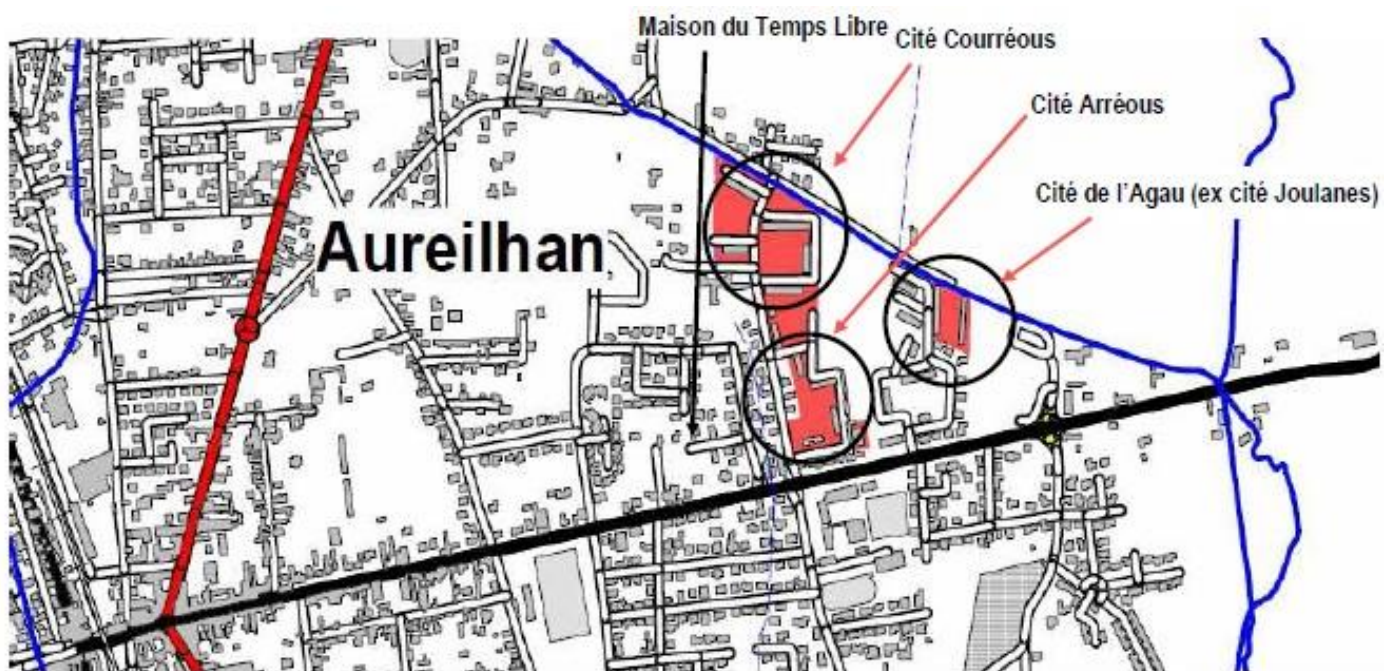 Maison du Temps Libre
Cité Courréous
Cité Arréous
Cité de l'Agau (ex cité Joulanes)
Aureilhan